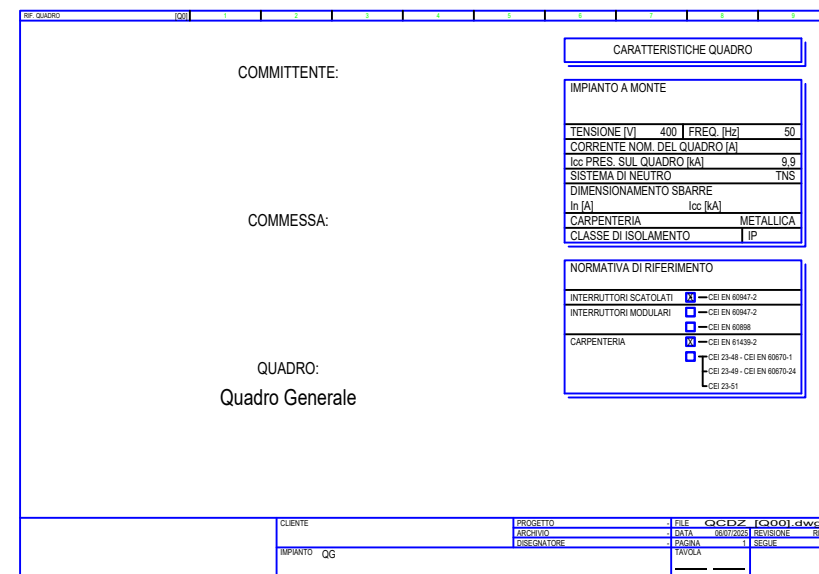 RIF. QUADRO [Q0] 1 2 3 4 5 6 7 8 9
CARATTERISTICHE QUADRO
COMMITTENTE:
IMPIANTO A MONTE
TENSIONE [V] 400 FREQ. [Hz] 50
CORRENTE NOM. DEL QUADRO [A]
Icc PRES. SUL QUADRO [kA] 9,9
SISTEMA DI NEUTRO TNS
DIMENSIONAMENTO SBARRE
In [A] Icc [kA]
CARPENTERIA METALLICA
CLASSE DI ISOLAMENTO IP
COMMESSA:
NORMATIVA DI RIFERIMENTO
INTERRUTTORI SCATOLATI X CEI EN 60947-2
INTERRUTTORI MODULARI CEI EN 60947-2
CEI EN 60898
CARPENTERIA X CEI EN 61439-2
CEI 23-48 - CEI EN 60670-1
CEI 23-49 - CEI EN 60670-24
CEI 23-51
QUADRO:
Quadro Generale
CLIENTE PROGETTO - FILE QCDZ [Q00].dwg
ARCHIVIO - DATA 06/07/2025 REVISIONE
DISEGNATORE - PAGINA 1 SEGUE
IMPIANTO QG TAVOLA